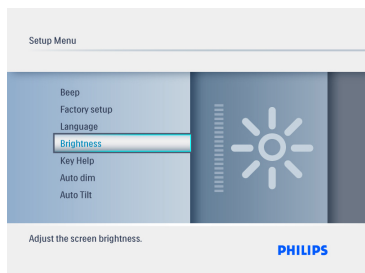 Setup Menu
Beep
Factory setup
Language
Brightness
Key Help
Auto dim
Auto Tilt
Adjust the screen brightness.
PHILIPS